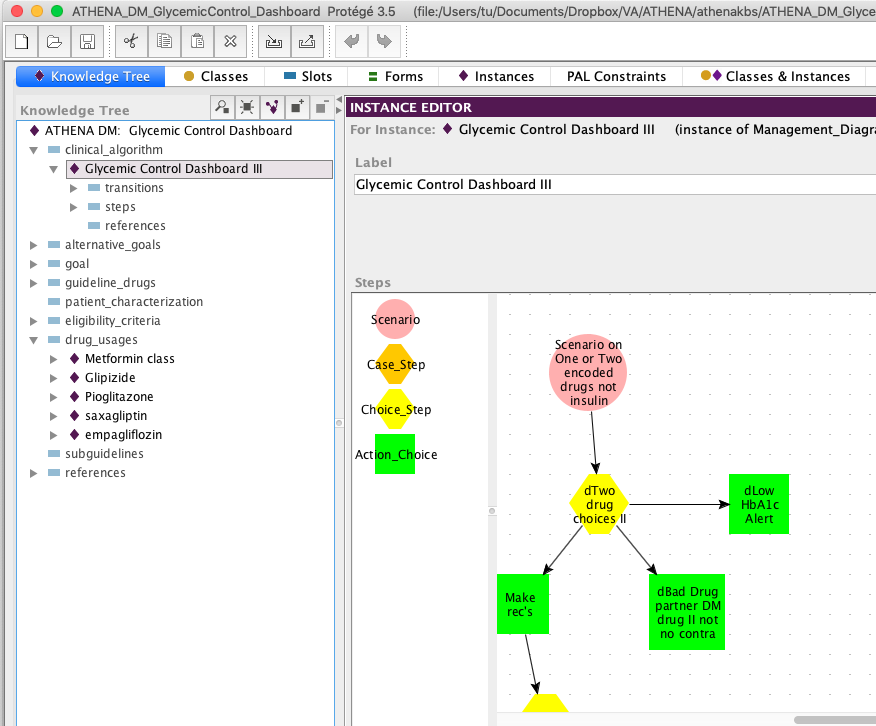 ATHENA_DM_GlycemicControl_Dashboard Protégé 3.5 (file:/Users/tu/Documents/Dropbox/VA/ATHENA/athenakbs/ATHENA_DM_Glyce
Knowledge Tree
Classes
Slots
Forms
Instances
PAL Constraints
Classes & Instances
Knowledge Tree
ATHENA DM: Glycemic Control Dashboard
clinical_algorithm
Glycemic Control Dashboard III
transitions
steps
references
alternative_goals
goal
guideline_drugs
patient_characterization
eligibility_criteria
drug_usages
Metformin class
Glipizide
Pioglitazone
saxagliptin
empagliflozin
subguidelines
references
INSTANCE EDITOR
For Instance: Glycemic Control Dashboard III (instance of Management_Diagra
Label
Glycemic Control Dashboard III
Steps
Scenario
Case_Step
Choice_Step
Action_Choice
Scenario on
One or Two
encoded
drugs not
insulin
dTwo
drug
choices II
dLow
HbA1c
Alert
Make
rec's
dBad Drug
partner DM
drug II not
no contra